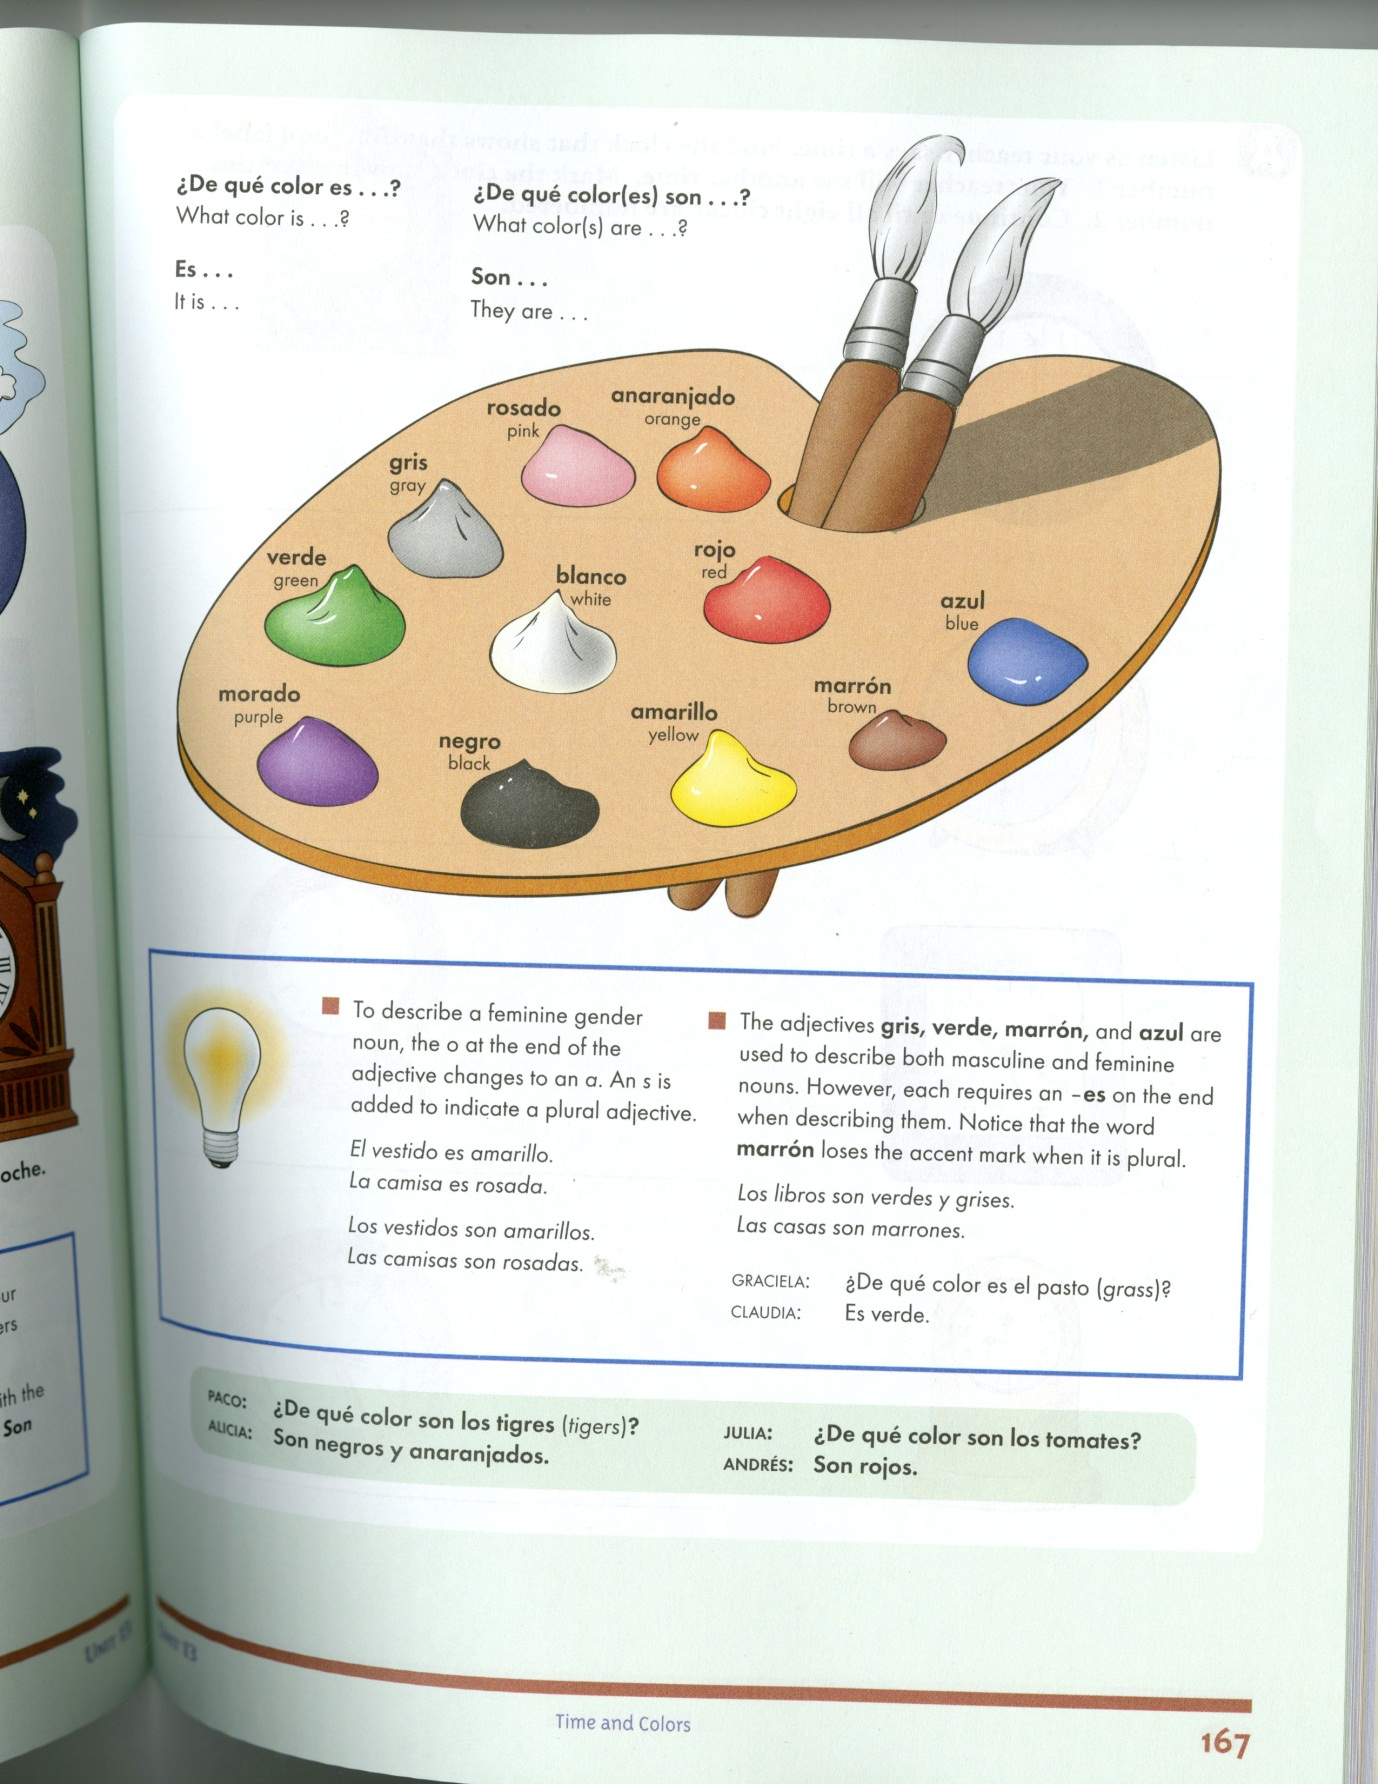 ¿De qué color es . . .?
What color is . . .?
Es . . .
It is . . .
¿De qué color(es) son . . .?
What color(s) are . . .?
Son . . .
They are . . .
rosado
pink
anaranjado
orange
gris
gray
verde
green
blanco
white
rojo
red
azul
blue
morado
purple
negro
black
amarillo
yellow
marrón
brown
To describe a feminine gender
noun, the o at the end of the
adjective changes to an a. An s is
added to indicate a plural adjective.
El vestido es amarillo.
La camisa es rosada.
Los vestidos son amarillos.
Las camisas son rosadas.
The adjectives gris, verde, marrón, and azul are
used to describe both masculine and feminine
nouns. However, each requires an –es on the end
when describing them. Notice that the word
marrón loses the accent mark when it is plural.
Los libros son verdes y grises.
Las casas son marrones.
GRACIELA: ¿De qué color es el pasto (grass)?
CLAUDIA: Es verde.
PACO: ¿De qué color son los tigres (tigers)?
ALICIA: Son negros y anaranjados.
JULIA: ¿De qué color son los tomates?
ANDRÉS: Son rojos.
Time and Colors
167
oche.
ur
ers
ith the
Son
Unit 13